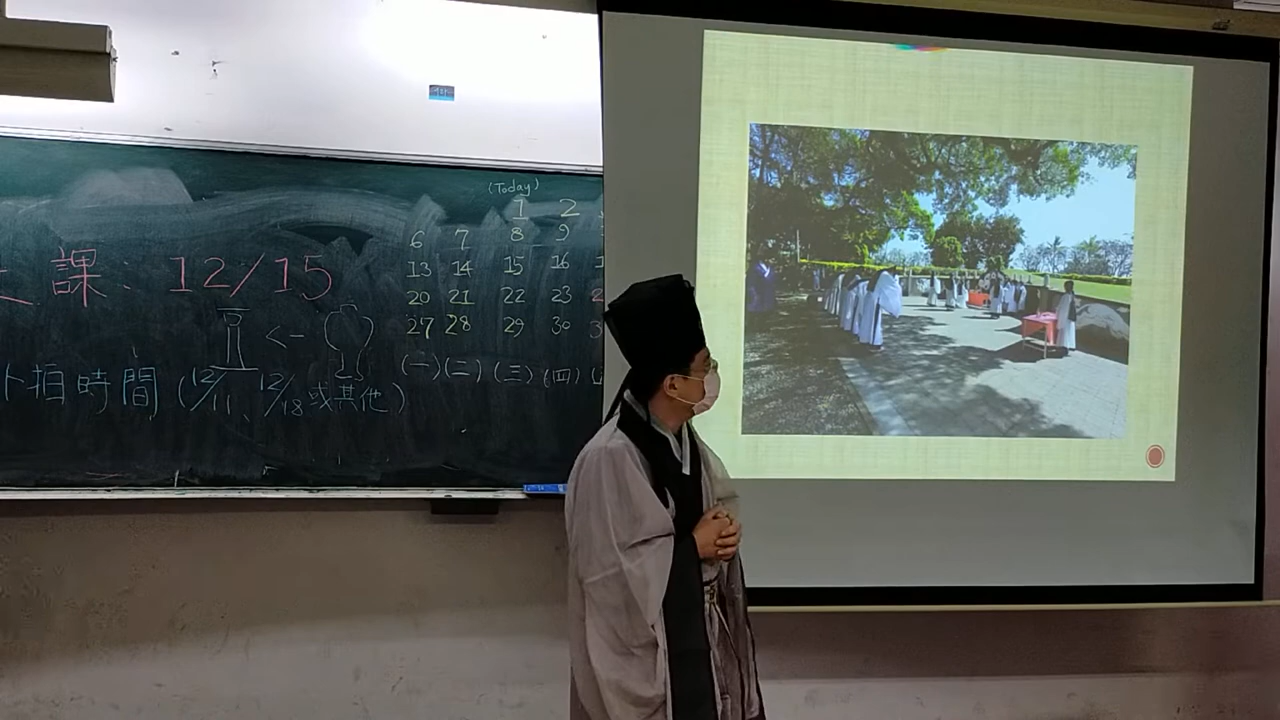 課: 12/15
<-
外拍時間 (12/11、12/18或其他)
(Today)
1 2
6 7 8 9
13 14 15 16
20 21 22 23
27 28 29 30
(一) (二) (三) (四)